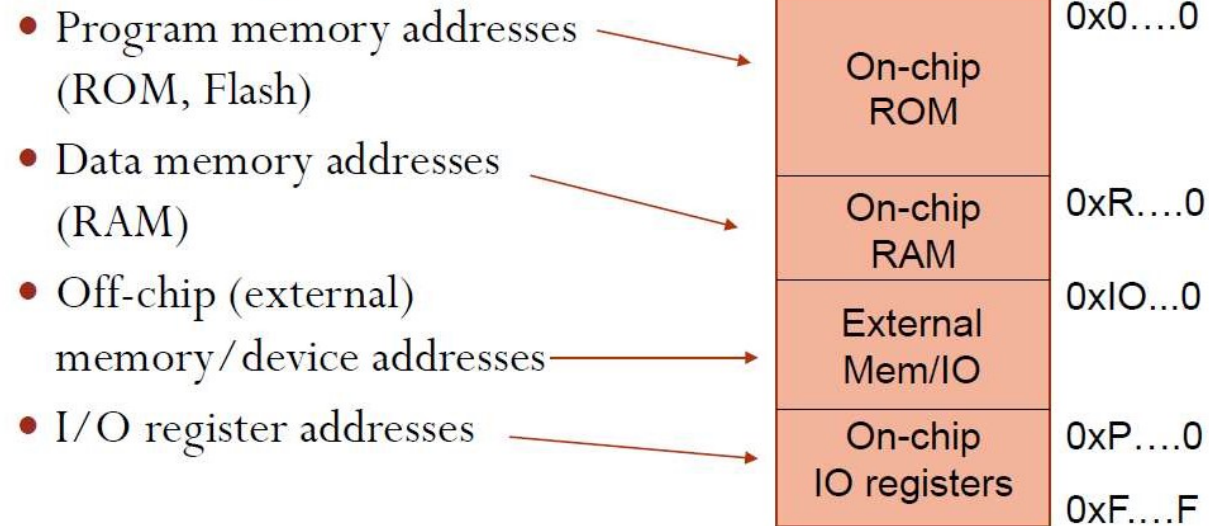 • Program memory addresses
(ROM, Flash)
• Data memory addresses
(RAM)
• Off-chip (external)
memory/device addresses
• I/O register addresses
0x0....0
On-chip
ROM
0xR....0
On-chip
RAM
0xIO...0
External
Mem/IO
0xP....0
On-chip
IO registers
0xF....F